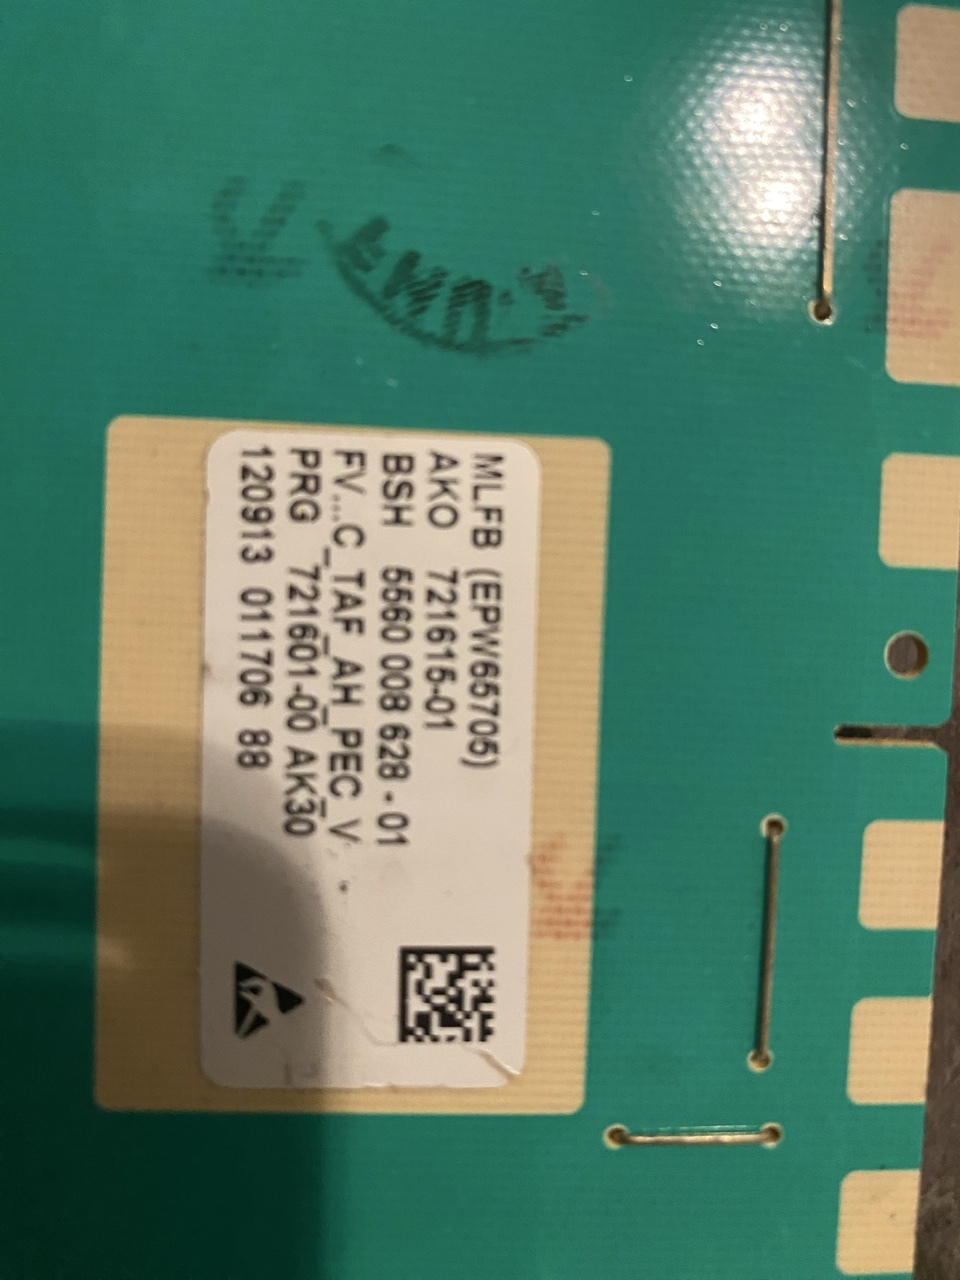 MLFB (EPW65705)
AKO 721615-01
BSH 5560 008 628 - 01
FV...C_TAF_AH_PEC_V
PRG 721601-00 AK30
120913 011706 88